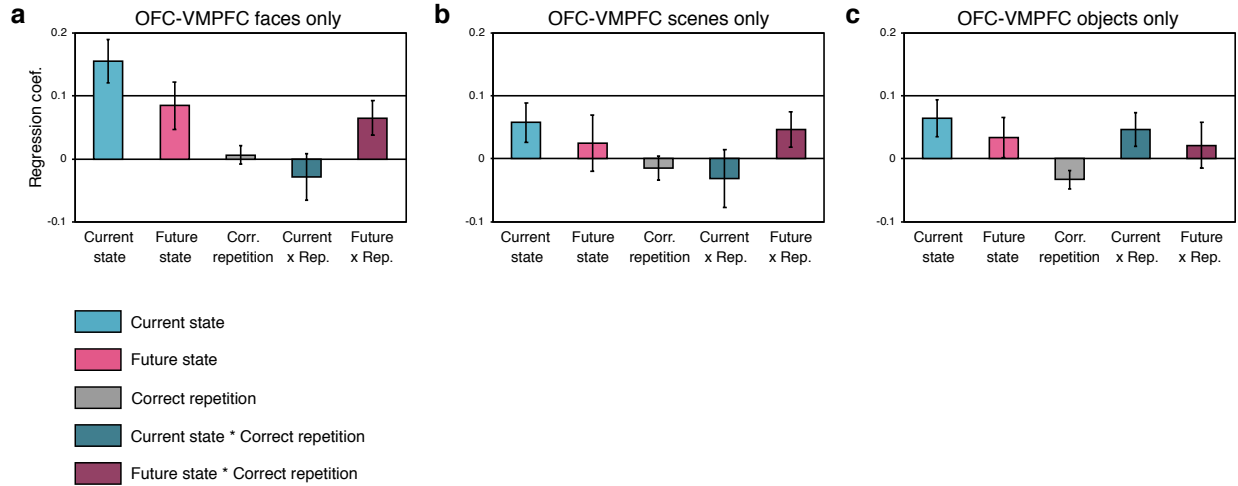 a
OFC-VMPFC faces only
Regression coef.
0.2
0.1
0
-0.1
Current state
Future state
Corr. repetition
Current x Rep.
Future x Rep.
b
OFC-VMPFC scenes only
0.2
0.1
0
-0.1
Current state
Future state
Corr. repetition
Current x Rep.
Future x Rep.
c
OFC-VMPFC objects only
0.2
0.1
0
-0.1
Current state
Future state
Corr. repetition
Current x Rep.
Future x Rep.
Current state
Future state
Correct repetition
Current state * Correct repetition
Future state * Correct repetition